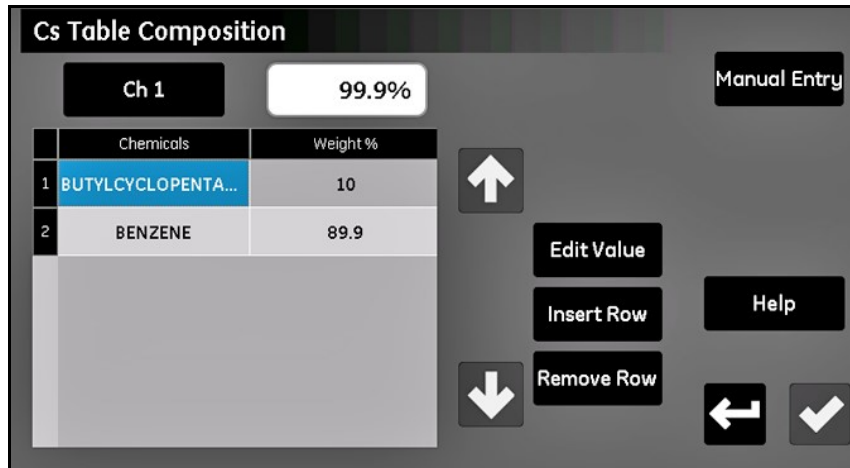 Cs Table Composition
Ch 1
99.9%
Manual Entry
Chemicals Weight %
1 BUTYLCYCLOPENTA... 10
2 BENZENE 89.9
Edit Value
Insert Row
Help
Remove Row